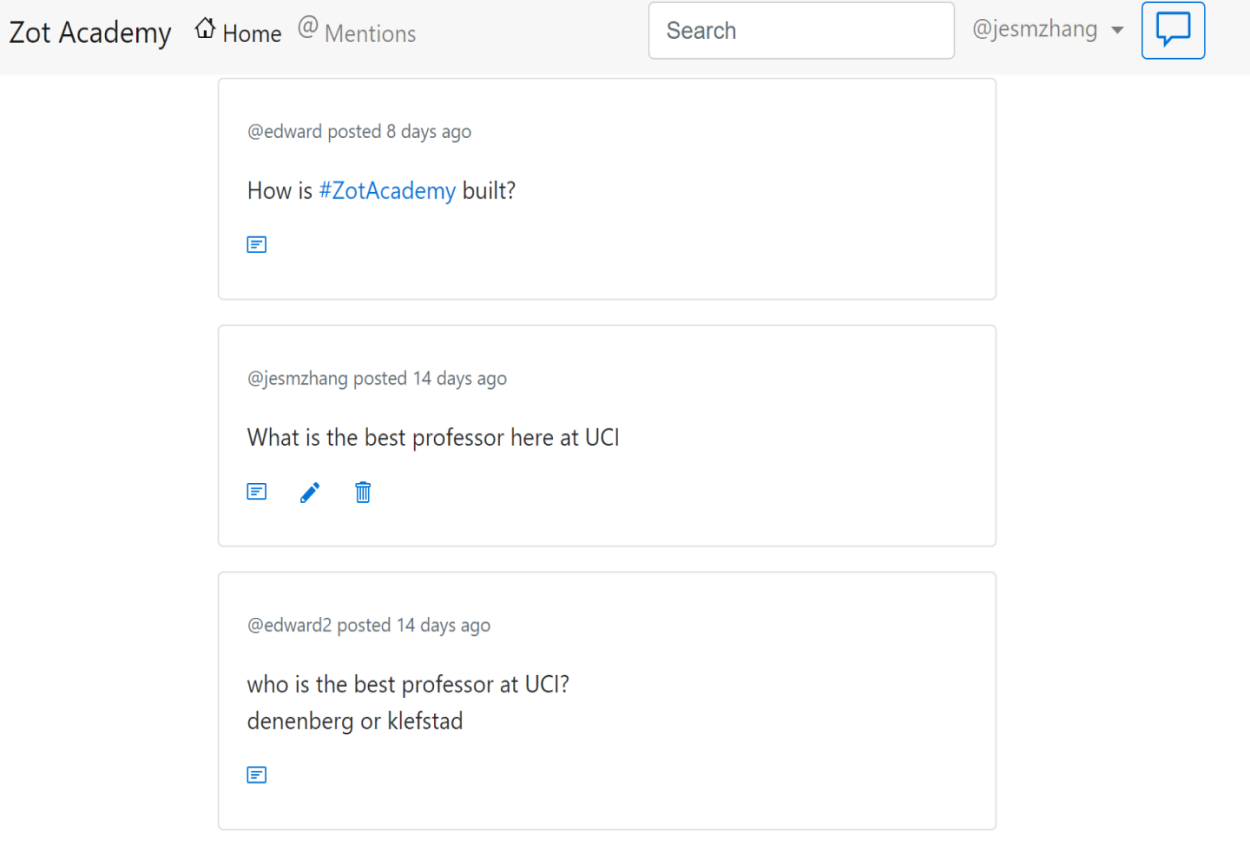 Zot Academy Home @ Mentions Search @jesmzhang
@edward posted 8 days ago
How is #ZotAcademy built?
@jesmzhang posted 14 days ago
What is the best professor here at UCI
@edward2 posted 14 days ago
who is the best professor at UCI?
denenberg or klefstad